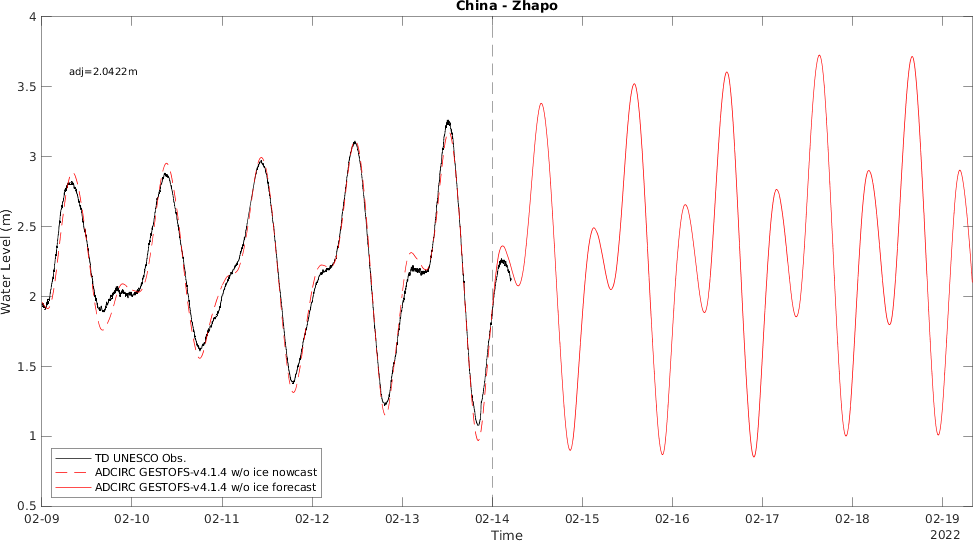 China - Zhapo
adj=2.0422m
4
3.5
3
2.5
2
1.5
1
0.5
Water Level (m)
TD UNESCO Obs.
ADCIRC GESTOFS-v4.1.4 w/o ice nowcast
ADCIRC GESTOFS-v4.1.4 w/o ice forecast
02-09 02-10 02-11 02-12 02-13 02-14 02-15 02-16 02-17 02-18 02-19
Time
2022